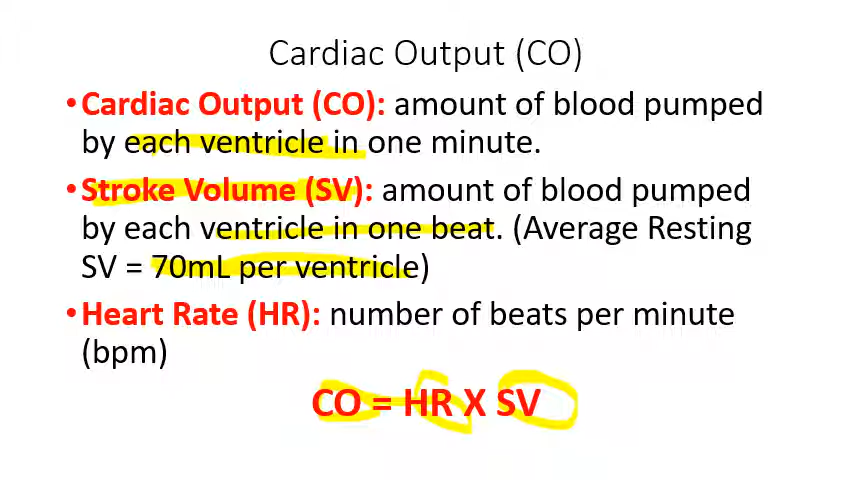 Cardiac Output (CO)
•Cardiac Output (CO): amount of blood pumped
by each ventricle in one minute.
•Stroke Volume (SV): amount of blood pumped
by each ventricle in one beat. (Average Resting
SV = 70mL per ventricle)
•Heart Rate (HR): number of beats per minute
(bpm)
CO = HR X SV